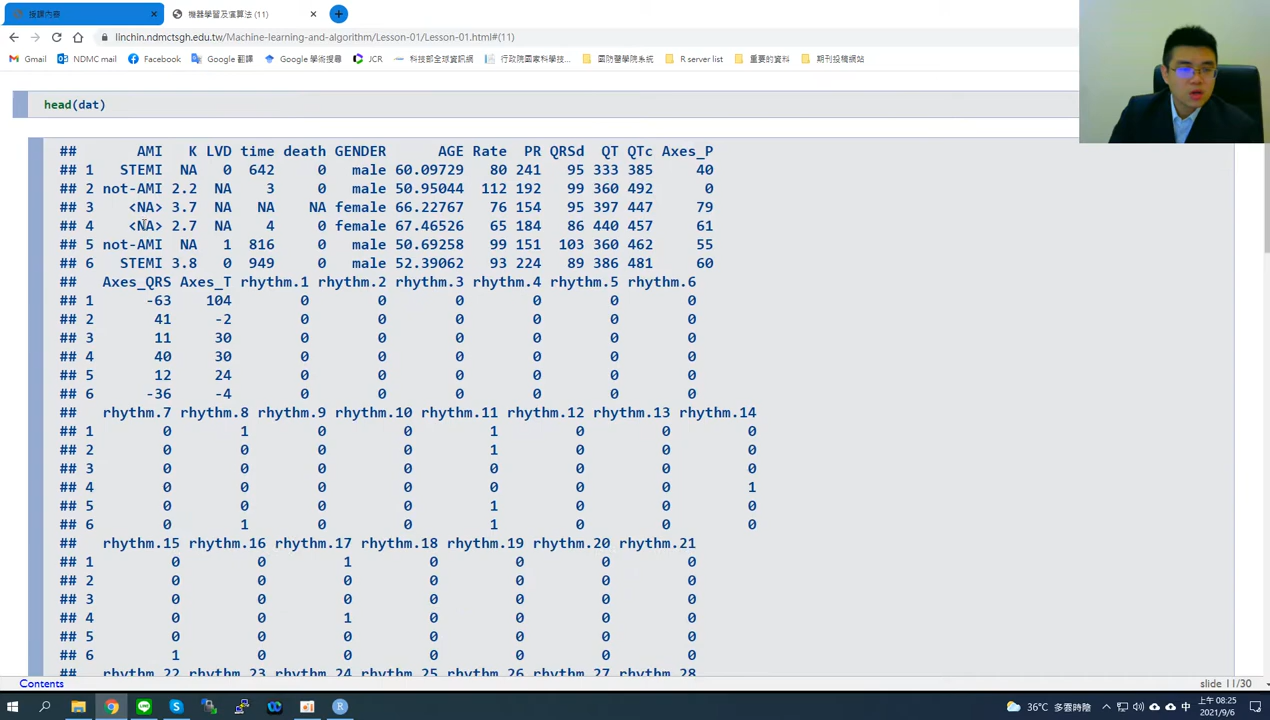 授課內容
機器學習及演算法 (11)
linchin.ndmctsgh.edu.tw/Machine-learning-and-algorithm/Lesson-01/Lesson-01.html#(11)
Gmail NDMC mail Facebook Google 翻譯 Google 學術搜尋 JCR 科技部全球資訊網 行政院國家科學技... 國防醫學院系統 R server list 重要的資料 期刊投稿網站
head(dat)
## AMI K LVD time death GENDER AGE Rate PR QRSd QT QTc Axes_P
## 1 STEMI NA 0 642 0 male 60.09729 80 241 95 333 385 40
## 2 not-AMI 2.2 NA 3 0 male 50.95044 112 192 99 360 492 0
## 3 <NA> 3.7 NA NA NA female 66.22767 76 154 95 397 447 79
## 4 <NA> 2.7 NA 4 0 female 67.46526 65 184 86 440 457 61
## 5 not-AMI NA 1 816 0 male 50.69258 99 151 103 360 462 55
## 6 STEMI 3.8 0 949 0 male 52.39062 93 224 89 386 481 60
## Axes_QRS Axes_T rhythm.1 rhythm.2 rhythm.3 rhythm.4 rhythm.5 rhythm.6
## 1 -63 104 0 0 0 0 0 0
## 2 41 -2 0 0 0 0 0 0
## 3 11 30 0 0 0 0 0 0
## 4 40 30 0 0 0 0 0 0
## 5 12 24 0 0 0 0 0 0
## 6 -36 -4 0 0 0 0 0 0
## rhythm.7 rhythm.8 rhythm.9 rhythm.10 rhythm.11 rhythm.12 rhythm.13 rhythm.14
## 1 0 1 0 0 1 0 0 0
## 2 0 0 0 0 1 0 0 0
## 3 0 0 0 0 0 0 0 0
## 4 0 0 0 0 0 0 0 1
## 5 0 0 0 0 1 0 0 0
## 6 0 1 0 0 1 0 0 0
## rhythm.15 rhythm.16 rhythm.17 rhythm.18 rhythm.19 rhythm.20 rhythm.21
## 1 0 0 1 0 0 0 0
## 2 0 0 0 0 0 0 0
## 3 0 0 0 0 0 0 0
## 4 0 0 1 0 0 0 0
## 5 0 0 0 0 0 0 0
## 6 1 0 0 0 0 0 0
## rhythm.22 rhythm.23 rhythm.24 rhythm.25 rhythm.26 rhythm.27 rhythm.28
Contents
slide 11/30
36°C 多雲時陰
中
上午 08:25
2021/9/6